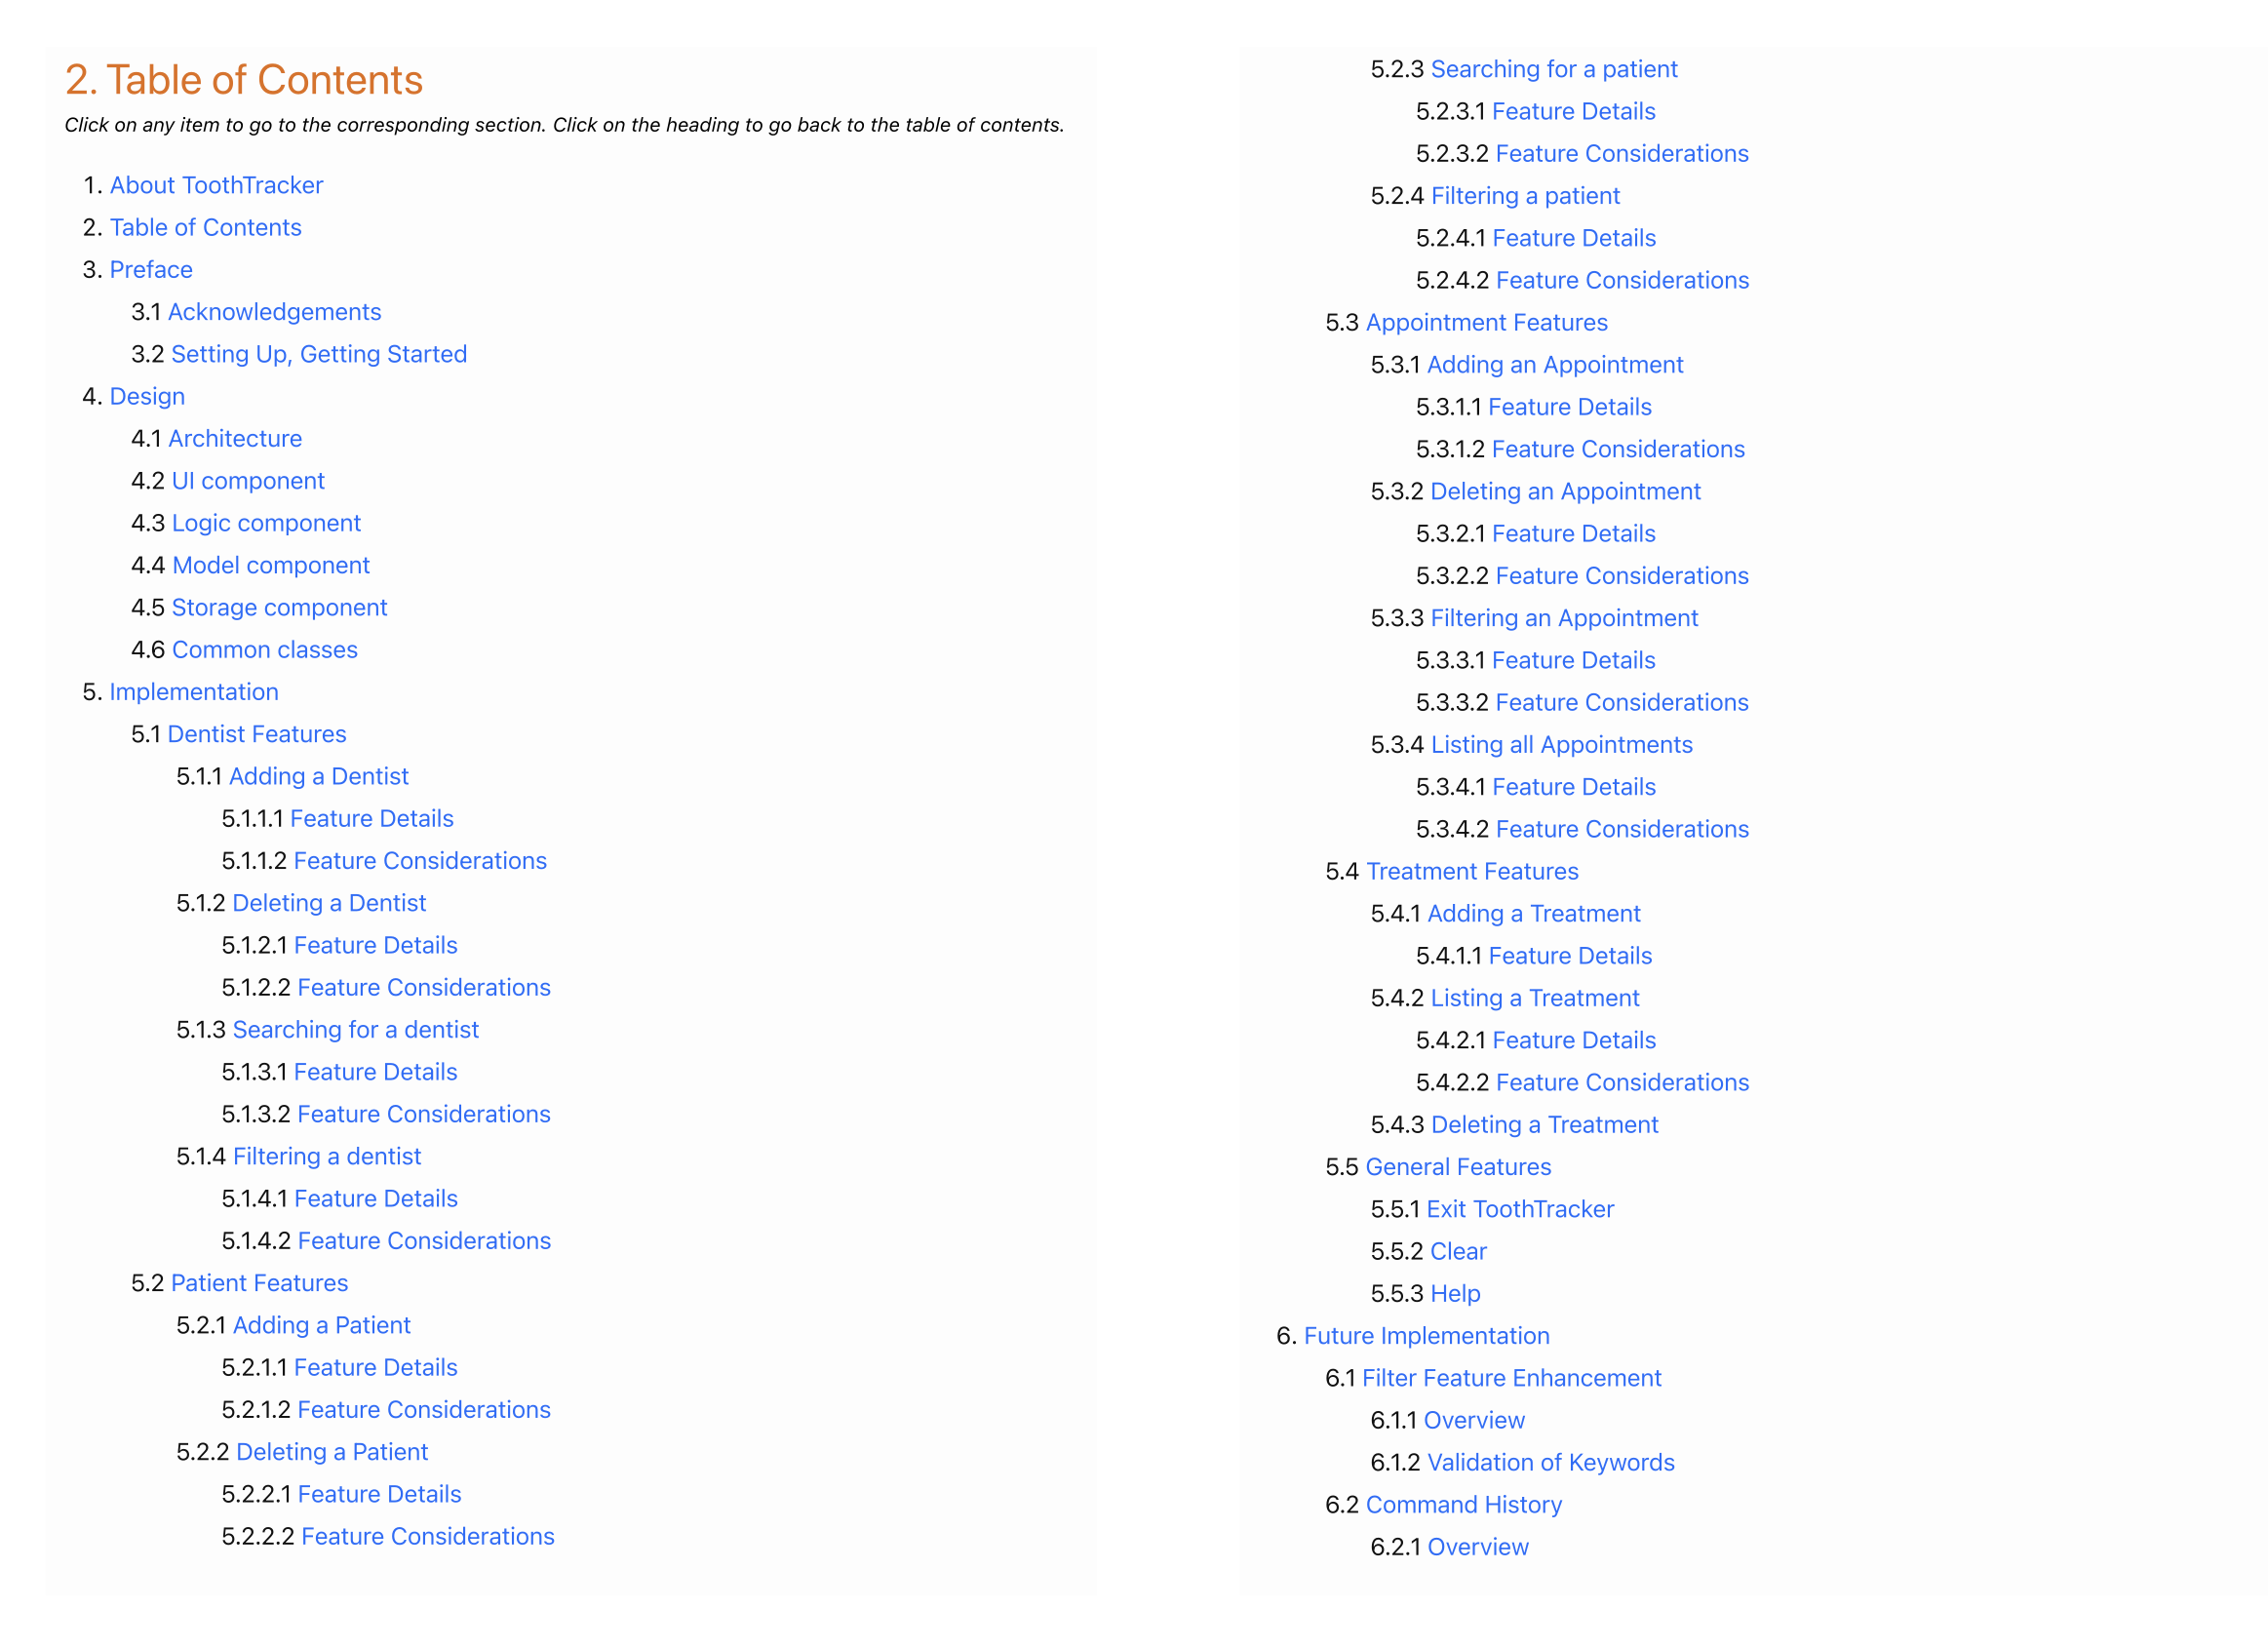 2. Table of Contents
Click on any item to go to the corresponding section. Click on the heading to go back to the table of contents.
1. About ToothTracker
2. Table of Contents
3. Preface
3.1 Acknowledgements
3.2 Setting Up, Getting Started
4. Design
4.1 Architecture
4.2 UI component
4.3 Logic component
4.4 Model component
4.5 Storage component
4.6 Common classes
5. Implementation
5.1 Dentist Features
5.1.1 Adding a Dentist
5.1.1.1 Feature Details
5.1.1.2 Feature Considerations
5.1.2 Deleting a Dentist
5.1.2.1 Feature Details
5.1.2.2 Feature Considerations
5.1.3 Searching for a dentist
5.1.3.1 Feature Details
5.1.3.2 Feature Considerations
5.1.4 Filtering a dentist
5.1.4.1 Feature Details
5.1.4.2 Feature Considerations
5.2 Patient Features
5.2.1 Adding a Patient
5.2.1.1 Feature Details
5.2.1.2 Feature Considerations
5.2.2 Deleting a Patient
5.2.2.1 Feature Details
5.2.2.2 Feature Considerations
5.2.3 Searching for a patient
5.2.3.1 Feature Details
5.2.3.2 Feature Considerations
5.2.4 Filtering a patient
5.2.4.1 Feature Details
5.2.4.2 Feature Considerations
5.3 Appointment Features
5.3.1 Adding an Appointment
5.3.1.1 Feature Details
5.3.1.2 Feature Considerations
5.3.2 Deleting an Appointment
5.3.2.1 Feature Details
5.3.2.2 Feature Considerations
5.3.3 Filtering an Appointment
5.3.3.1 Feature Details
5.3.3.2 Feature Considerations
5.3.4 Listing all Appointments
5.3.4.1 Feature Details
5.3.4.2 Feature Considerations
5.4 Treatment Features
5.4.1 Adding a Treatment
5.4.1.1 Feature Details
5.4.2 Listing a Treatment
5.4.2.1 Feature Details
5.4.2.2 Feature Considerations
5.4.3 Deleting a Treatment
5.5 General Features
5.5.1 Exit ToothTracker
5.5.2 Clear
5.5.3 Help
6. Future Implementation
6.1 Filter Feature Enhancement
6.1.1 Overview
6.1.2 Validation of Keywords
6.2 Command History
6.2.1 Overview